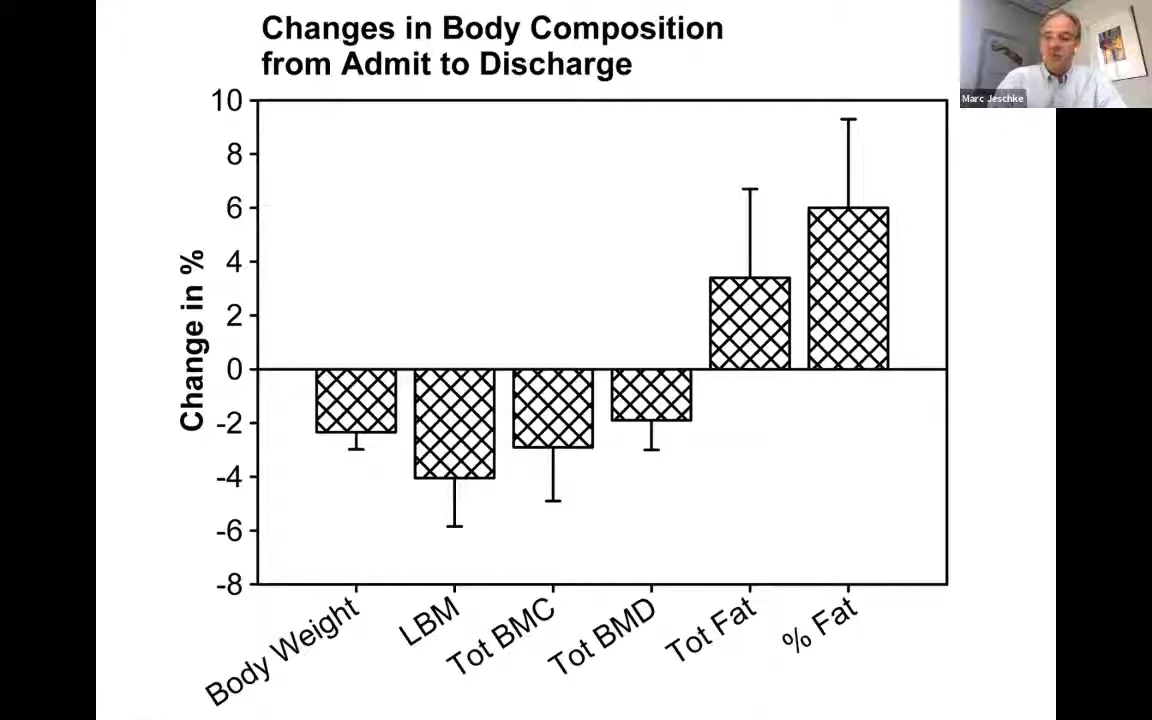 Changes in Body Composition
from Admit to Discharge
Marc Jeschke
Change in %
10
8
6
4
2
0
-2
-4
-6
-8
Body Weight
LBM
Tot BMC
Tot BMD
Tot Fat
% Fat